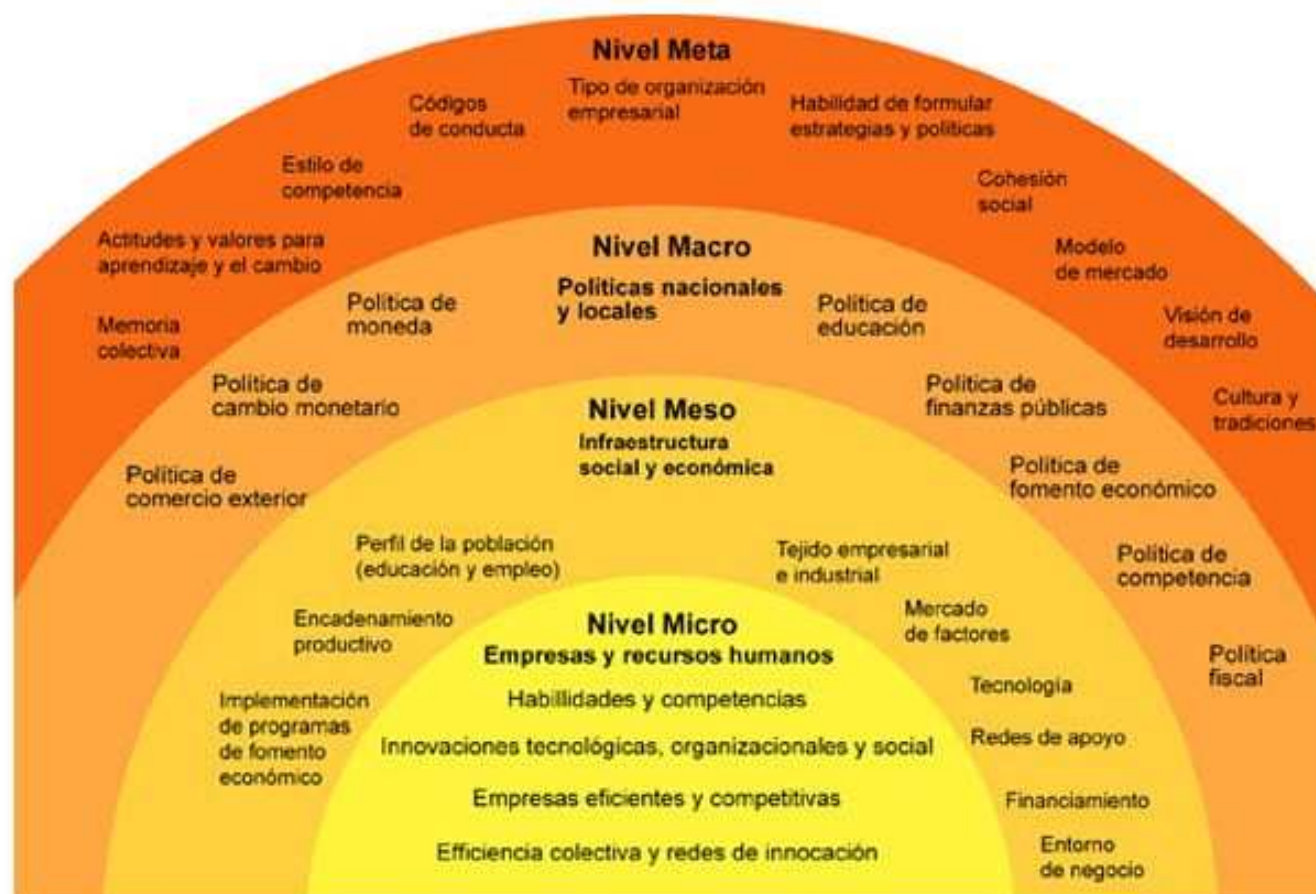 Nivel Meta
Tipo de organización
empresarial
Códigos
de conducta
Habilidad de formular
estrategias y políticas
Estilo de
competencia
Cohesión
social
Actitudes y valores para
aprendizaje y el cambio
Modelo
de mercado
Memoria
colectiva
Visión de
desarrollo
Cultura y
tradiciones
Nivel Macro
Políticas nacionales
y locales
Política de
moneda
Política de
educación
Política de
cambio monetario
Política de
finanzas públicas
Política de
comercio exterior
Política de
fomento económico
Política de
competencia
Política
fiscal
Nivel Meso
Infraestructura
social y económica
Perfil de la población
(educación y empleo)
Tejido empresarial
e industrial
Encadenamiento
productivo
Mercado
de factores
Implementación
de programas
de fomento
económico
Tecnología
Redes de apoyo
Financiamiento
Entorno
de negocio
Nivel Micro
Empresas y recursos humanos
Habillidades y competencias
Innovaciones tecnológicas, organizacionales y social
Empresas eficientes y competitivas
Efficiencia colectiva y redes de innocación